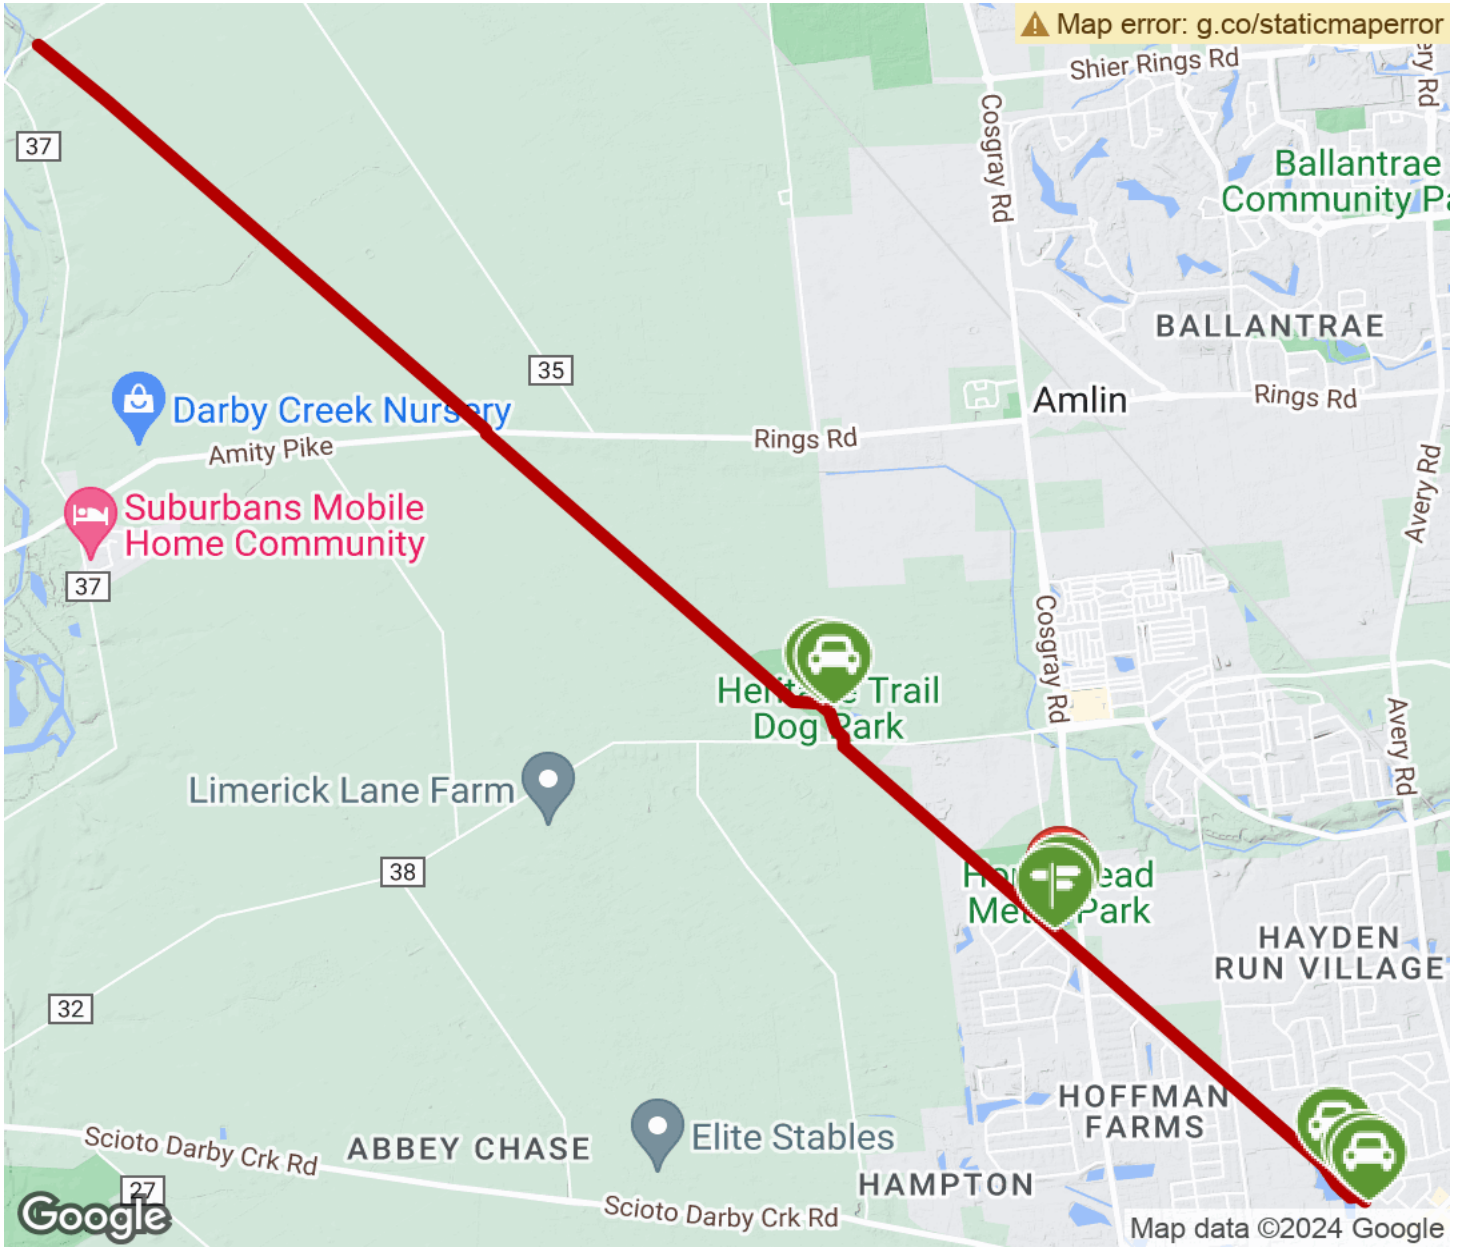 Map error: g.co/staticmaperror
Shier Rings Rd
Cosgray Rd
ery Rd
37
Ballantrae
Community Pa
BALLANTRAE
35
Amlin
Rings Rd
Darby Creek Nursery
Amity Pike
Rings Rd
Avery Rd
Suburbans Mobile
Home Community
37
Cosgray Rd
Heritage Trail
Dog Park
Avery Rd
Limerick Lane Farm
38
Park
HAYDEN
RUN VILLAGE
32
HOFFMAN
FARMS
Scioto Darby Crk Rd
ABBEY CHASE
Elite Stables
HAMPTON
27
Scioto Darby Crk Rd
Google
Map data ©2024 Google